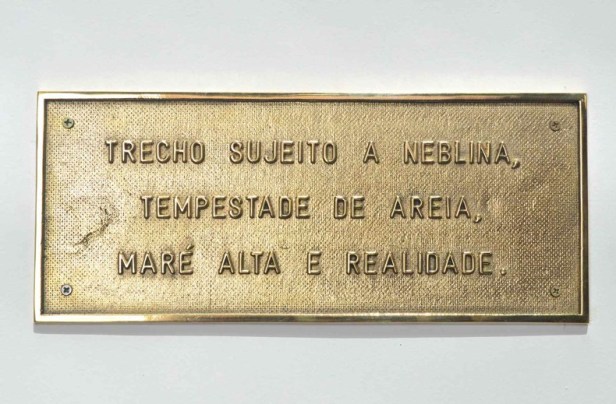 TRECHO SUJEITO A NEBLINA,
TEMPESTADE DE AREIA,
MARÉ ALTA E REALIDADE.